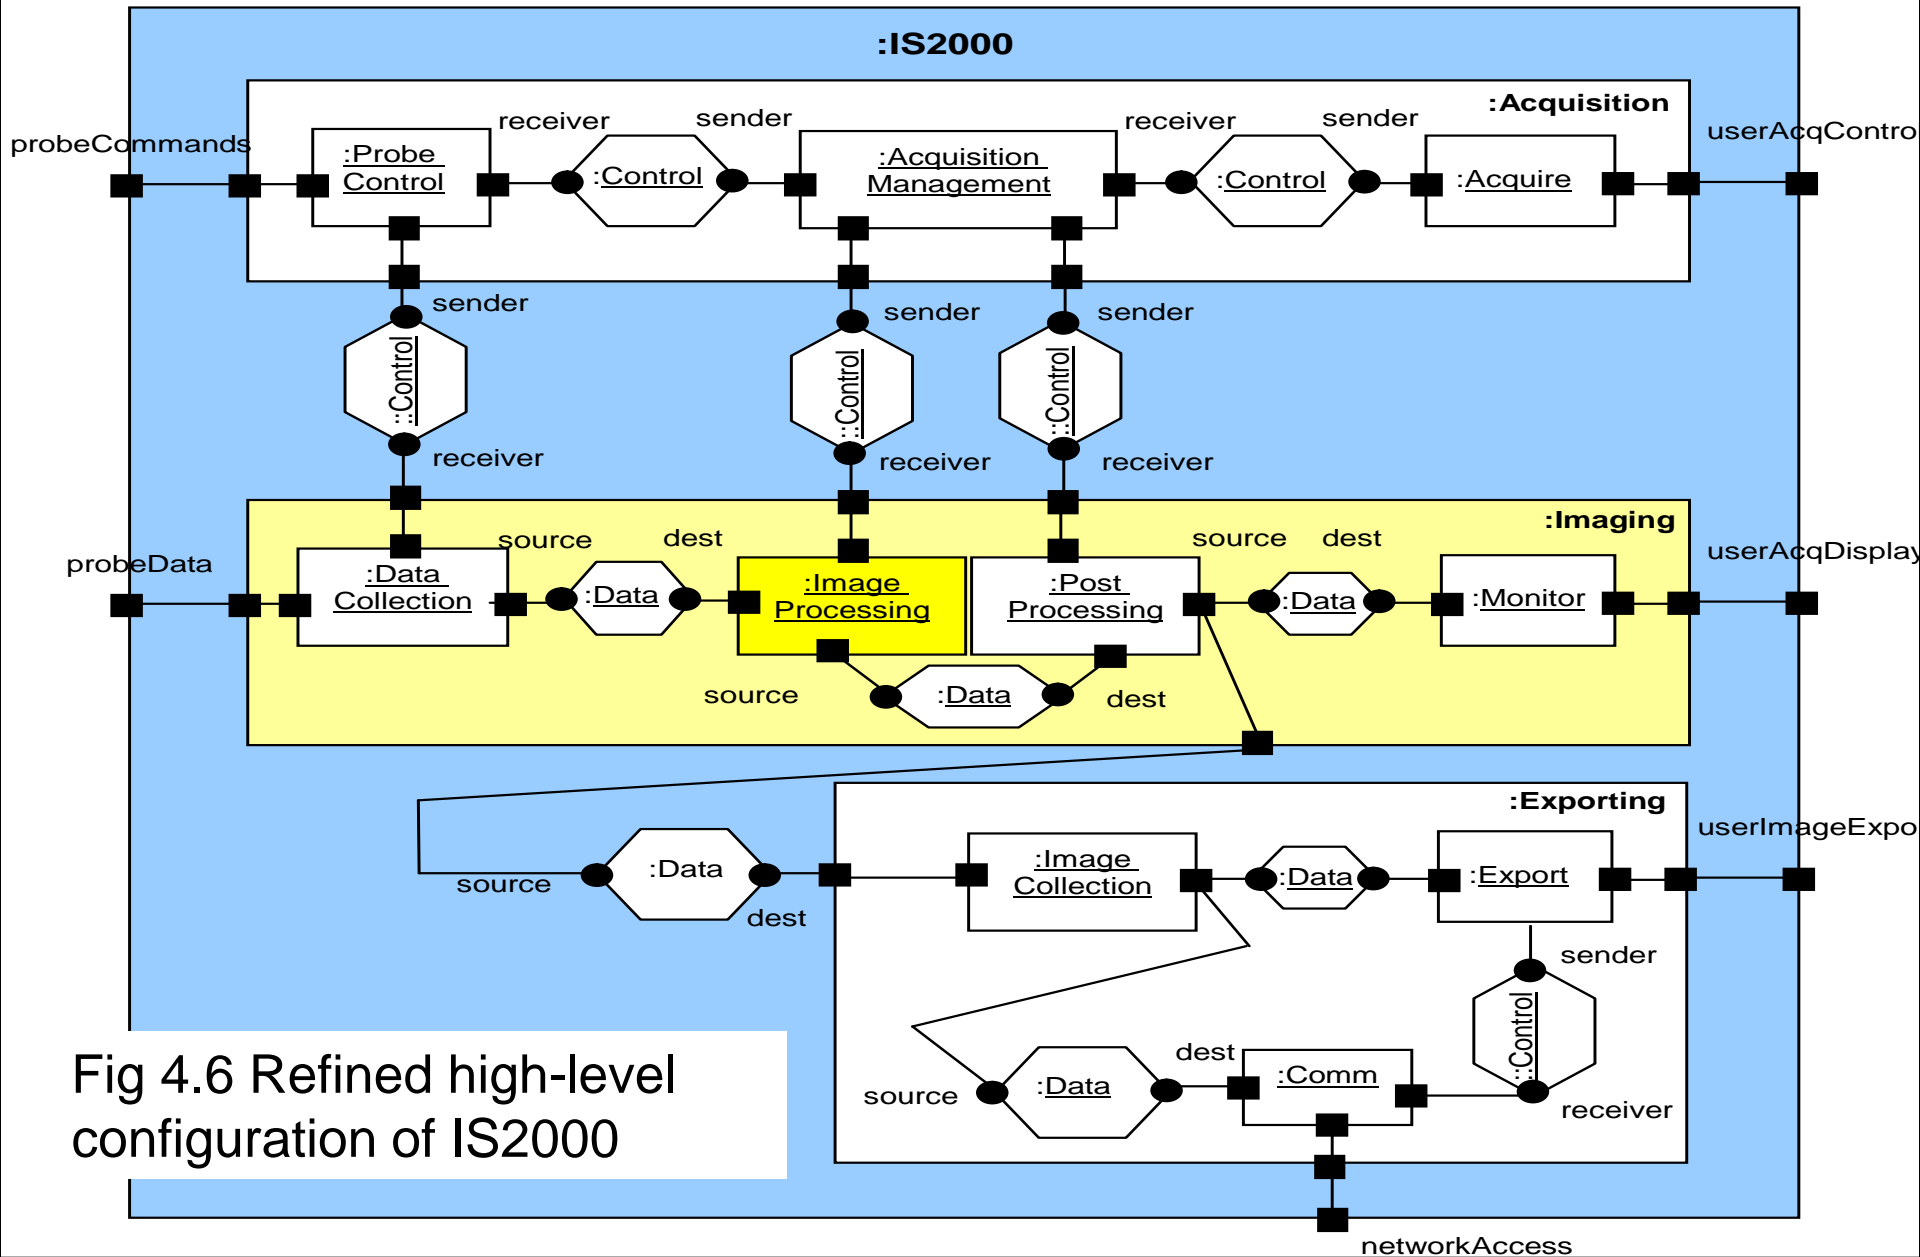 :IS2000
:Acquisition
probeCommands
receiver
sender
receiver
sender
userAcqContro
:Probe
Control
:Control
:Acquisition
Management
:Control
:Acquire
sender
sender
sender
::Control
::Control
::Control
receiver
receiver
receiver
:Imaging
probeData
source
dest
source
dest
userAcqDisplay
:Data
Collection
:Data
:Image
Processing
:Post
Processing
:Data
:Monitor
source
:Data
dest
:Exporting
userImageExpo
source
:Data
dest
:Image
Collection
:Data
:Export
sender
::Control
receiver
source
:Data
dest
:Comm
Fig 4.6 Refined high-level
configuration of IS2000
networkAccess